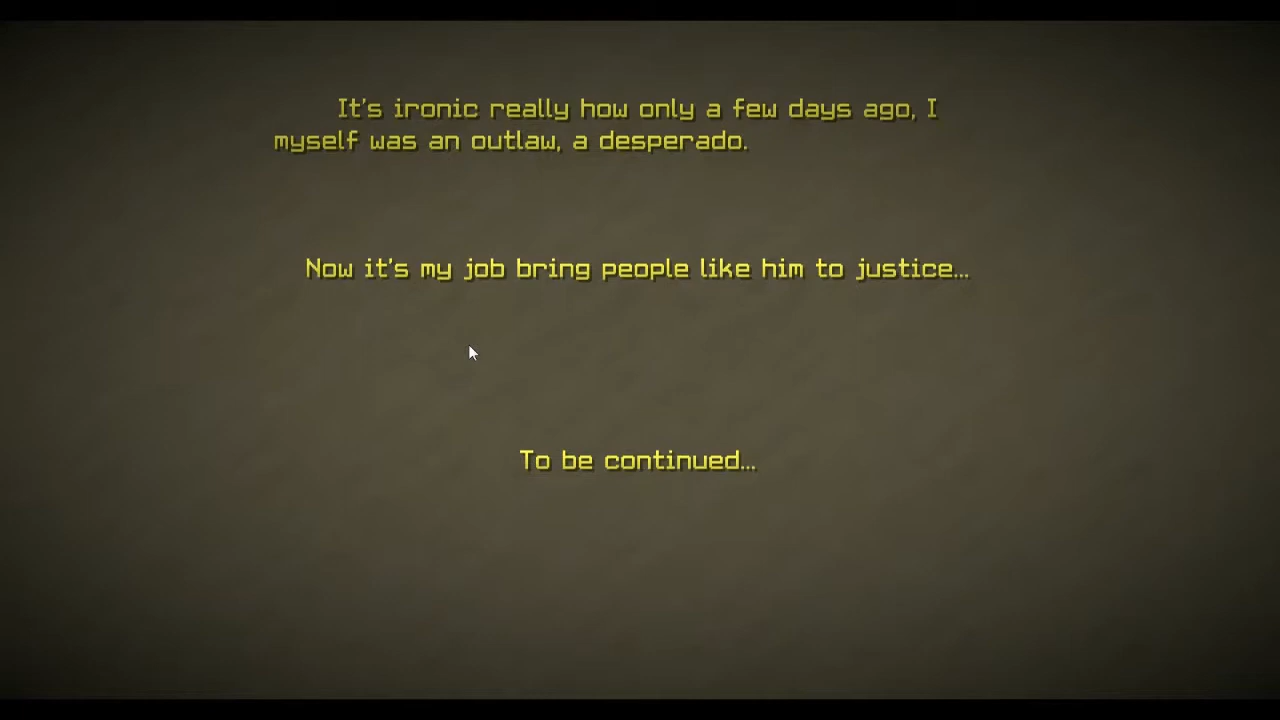 It's ironic really how only a few days ago, I
myself was an outlaw, a desperado.
Now it's my job bring people like him to justice...
To be continued...